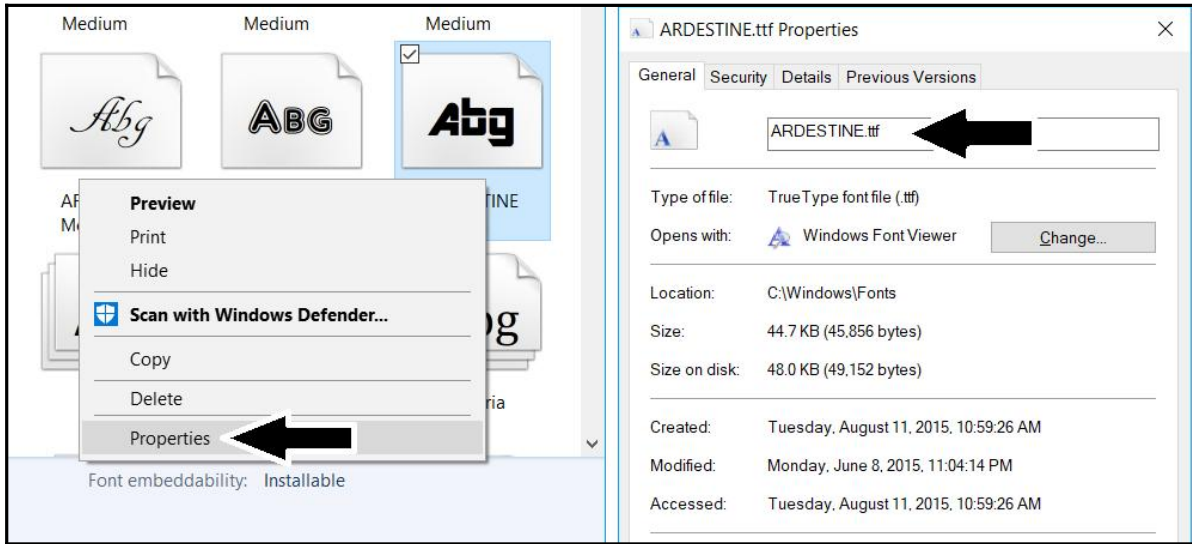 Medium Medium Medium
Abg ABG Abg
AR TINE
Me
Preview
Print
Hide
Scan with Windows Defender...
Copy
Delete
Properties
g
ria
Font embeddability: Installable
ARDESTINE.ttf Properties
General Security Details Previous Versions
ARDESTINE.ttf
Type of file: TrueType font file (.ttf)
Opens with: Windows Font Viewer Change...
Location: C:\Windows\Fonts
Size: 44.7 KB (45,856 bytes)
Size on disk: 48.0 KB (49,152 bytes)
Created: Tuesday, August 11, 2015, 10:59:26 AM
Modified: Monday, June 8, 2015, 11:04:14 PM
Accessed: Tuesday, August 11, 2015, 10:59:26 AM